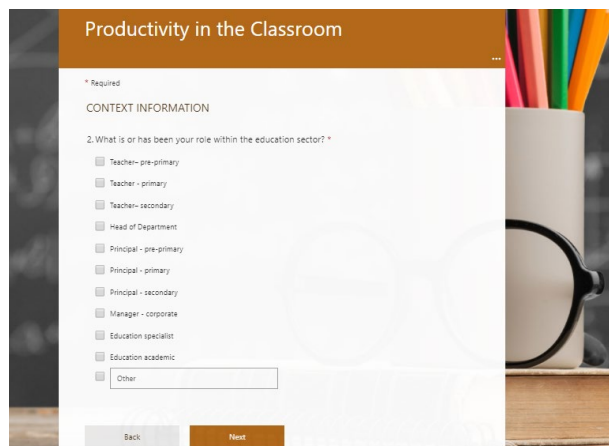 Productivity in the Classroom
...
* Required
CONTEXT INFORMATION
2. What is or has been your role within the education sector? *
Teacher– pre-primary
Teacher - primary
Teacher– secondary
Head of Department
Principal - pre-primary
Principal - primary
Principal - secondary
Manager - corporate
Education specialist
Education academic
Other
Back Next